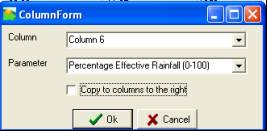 ColumnForm
Column Column 6
Parameter Percentage Effective Rainfall (0-100)
Copy to columns to the right
Ok Cancel